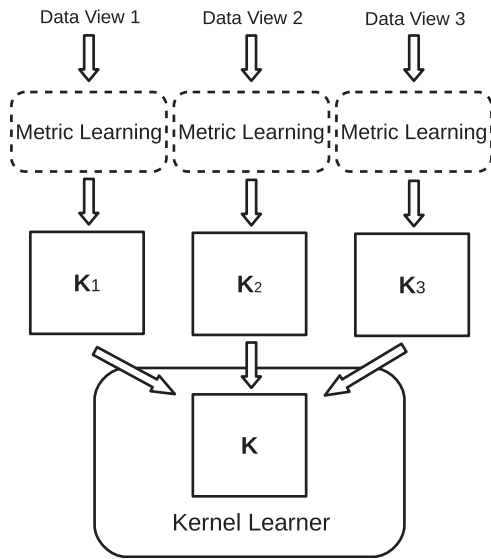 Data View 1 Data View 2 Data View 3
Metric Learning Metric Learning Metric Learning
K1 K2 K3
K
Kernel Learner